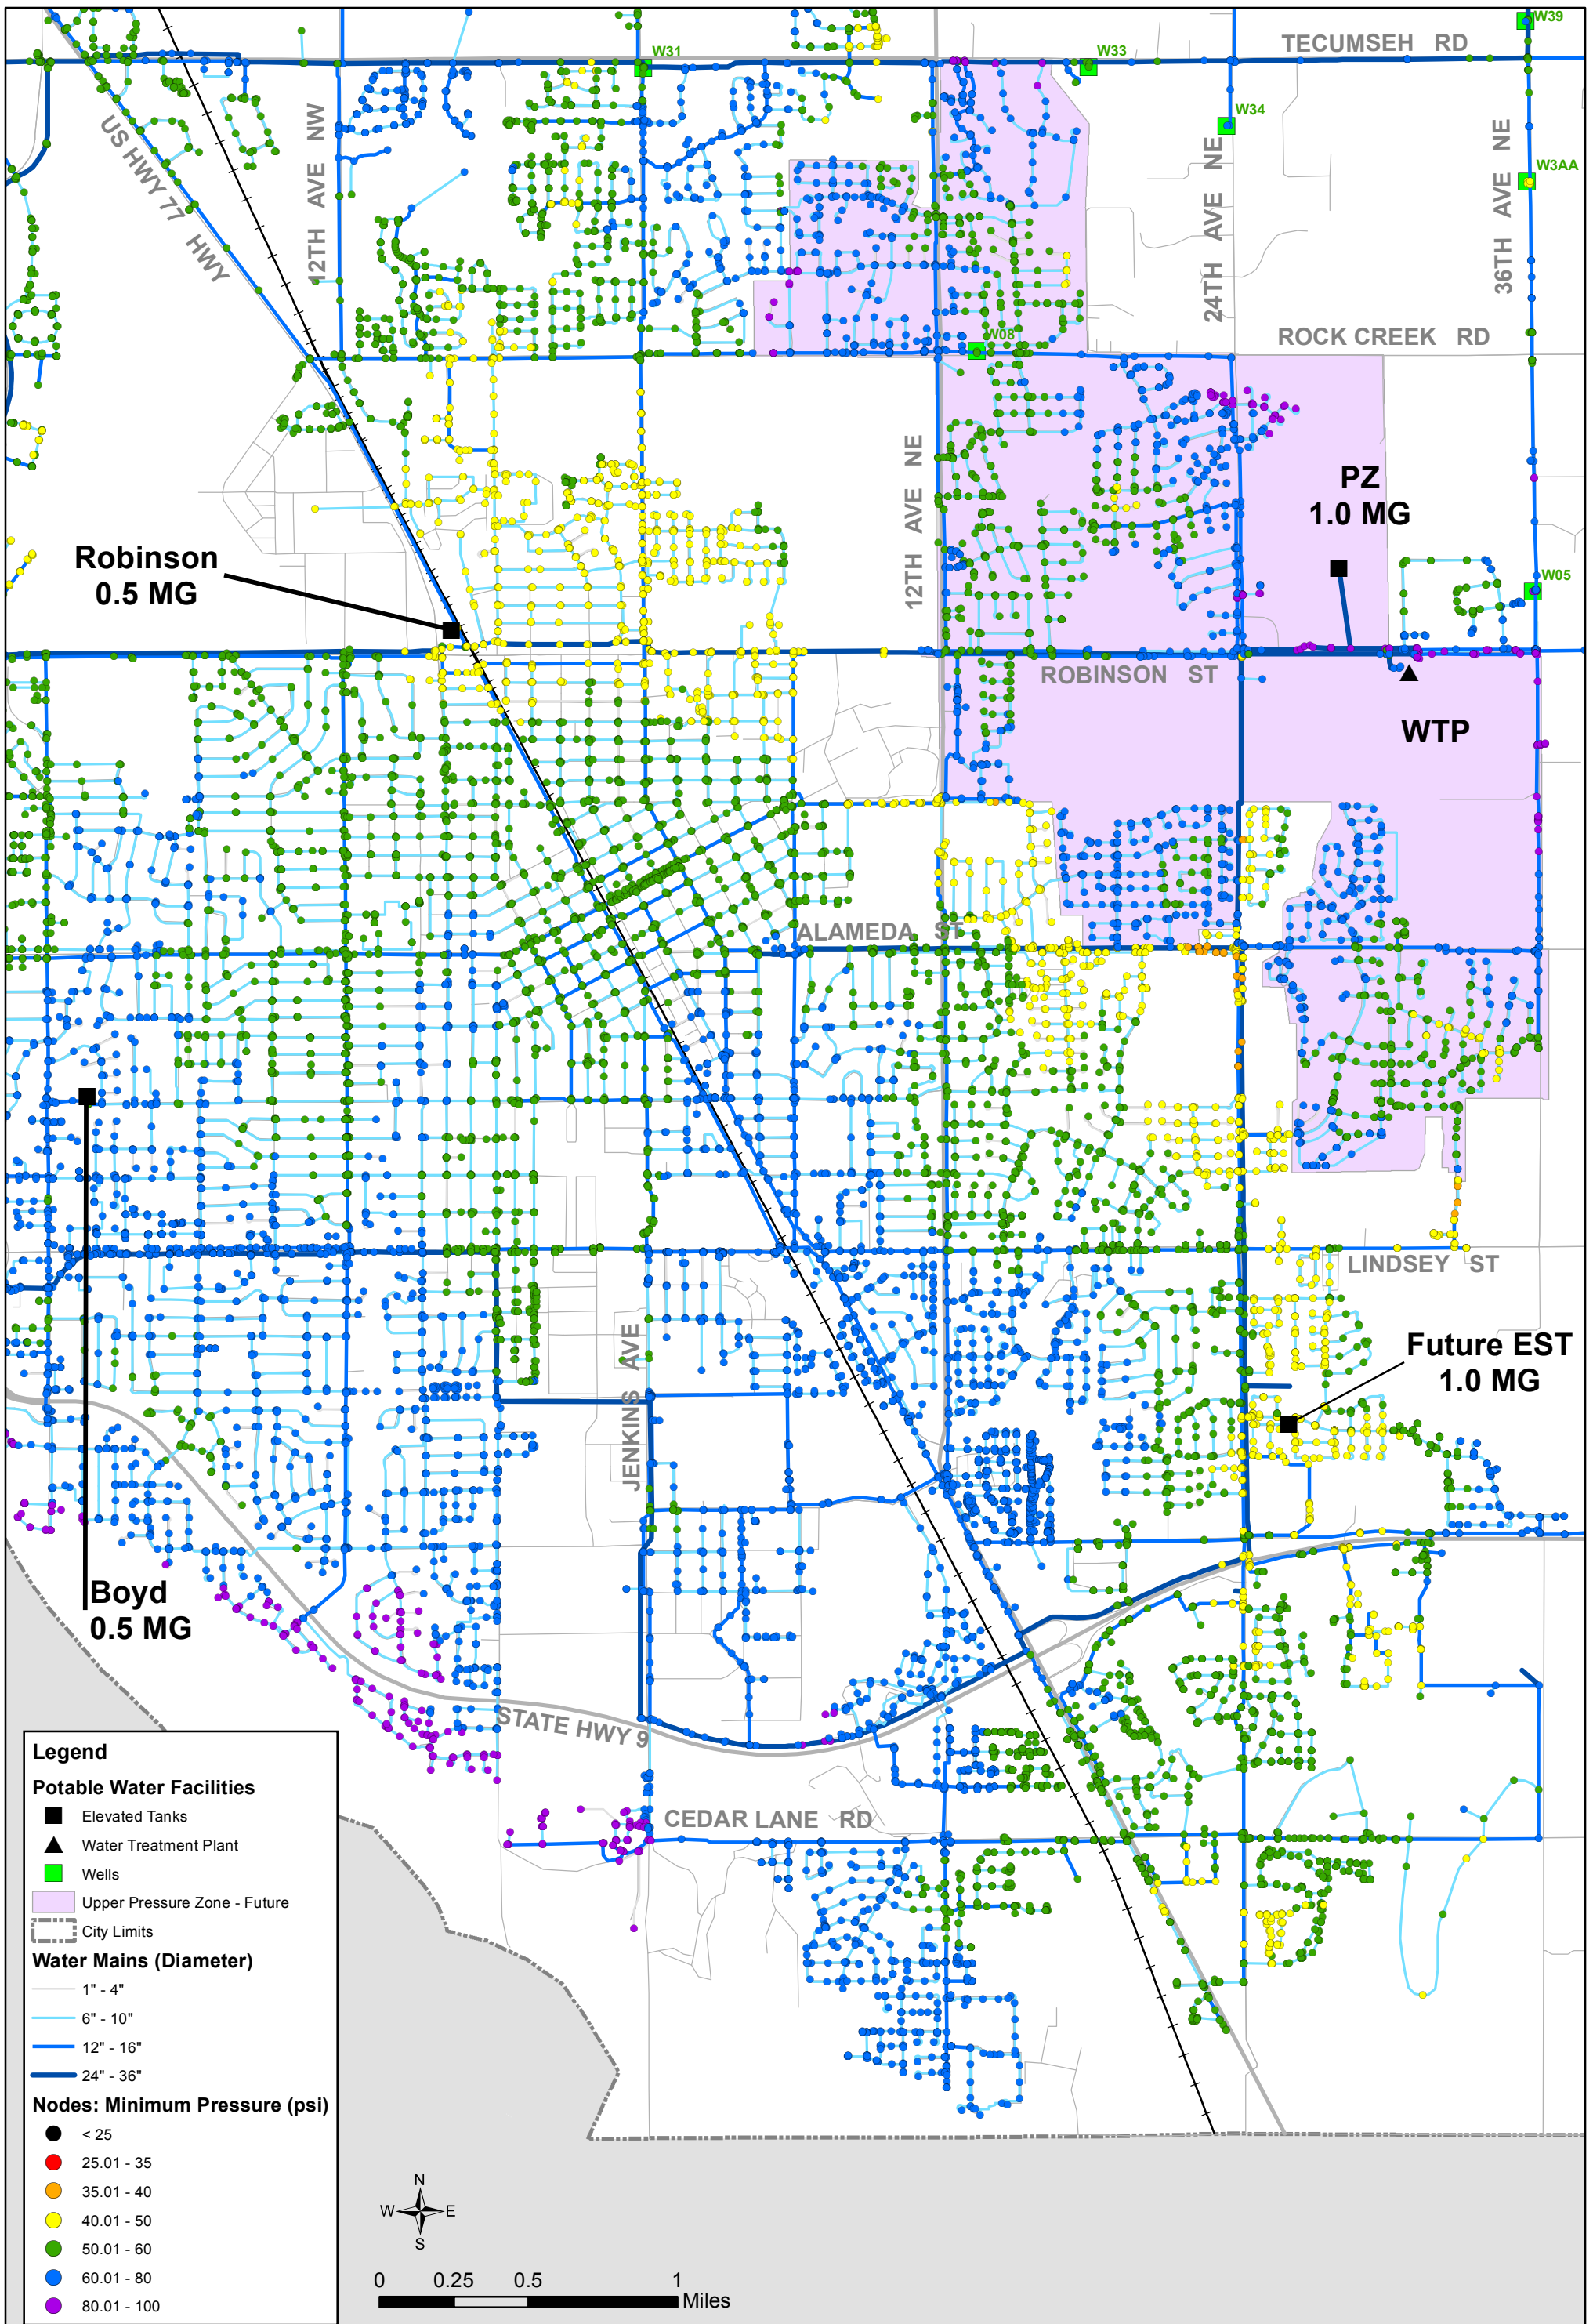 W39
TECUMSEH RD
W31
W33
W34
US HWY 77 HWY
12TH AVE NW
24TH AVE NE
36TH AVE NE
W3AA
ROCK CREEK RD
W08
12TH AVE NE
PZ
1.0 MG
Robinson
0.5 MG
W05
ROBINSON ST
WTP
ALAMEDA ST
LINDSEY ST
JENKINS AVE
Future EST
1.0 MG
Boyd
0.5 MG
STATE HWY 9
CEDAR LANE RD
Legend
Potable Water Facilities
Elevated Tanks
Water Treatment Plant
Wells
Upper Pressure Zone - Future
City Limits
Water Mains (Diameter)
1" - 4"
6" - 10"
12" - 16"
24" - 36"
Nodes: Minimum Pressure (psi)
< 25
25.01 - 35
35.01 - 40
40.01 - 50
50.01 - 60
60.01 - 80
80.01 - 100
N
W E
S
0 0.25 0.5 1
Miles